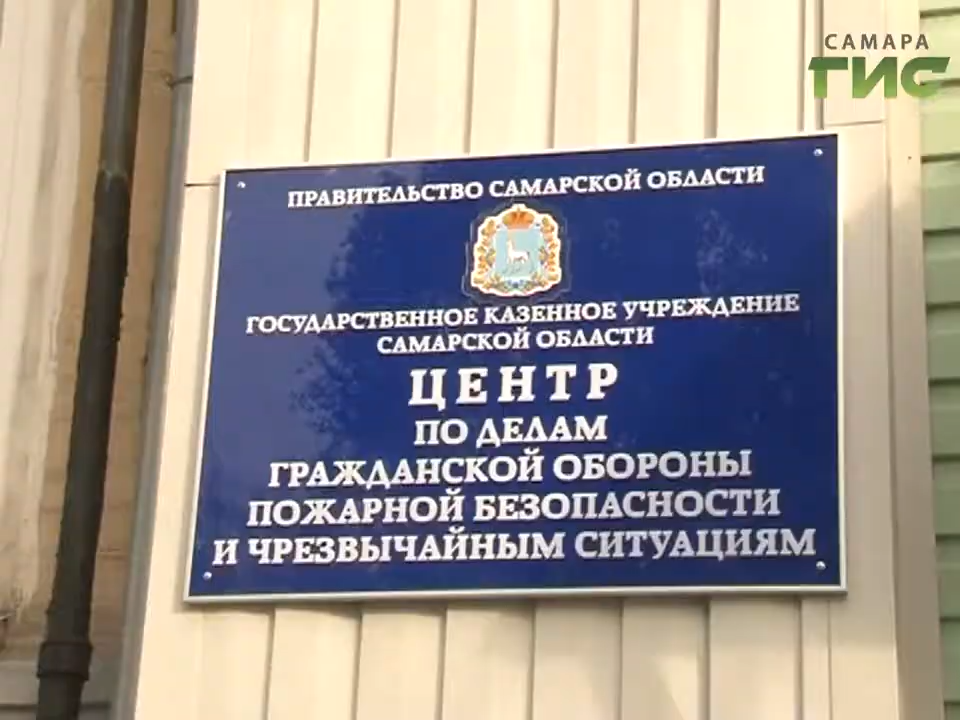 САМАРА
ГИС
ПРАВИТЕЛЬСТВО САМАРСКОЙ ОБЛАСТИ
ГОСУДАРСТВЕННОЕ КАЗЕННОЕ УЧРЕЖДЕНИЕ
САМАРСКОЙ ОБЛАСТИ
ЦЕНТР
ПО ДЕЛАМ
ГРАЖДАНСКОЙ ОБОРОНЫ
ПОЖАРНОЙ БЕЗОПАСНОСТИ
И ЧРЕЗВЫЧАЙНЫМ СИТУАЦИЯМ